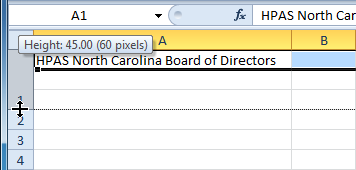 A1 fx HPAS North Car
Height: 45.00 (60 pixels)
A B
HPAS North Carolina Board of Directors
1
2
3
4